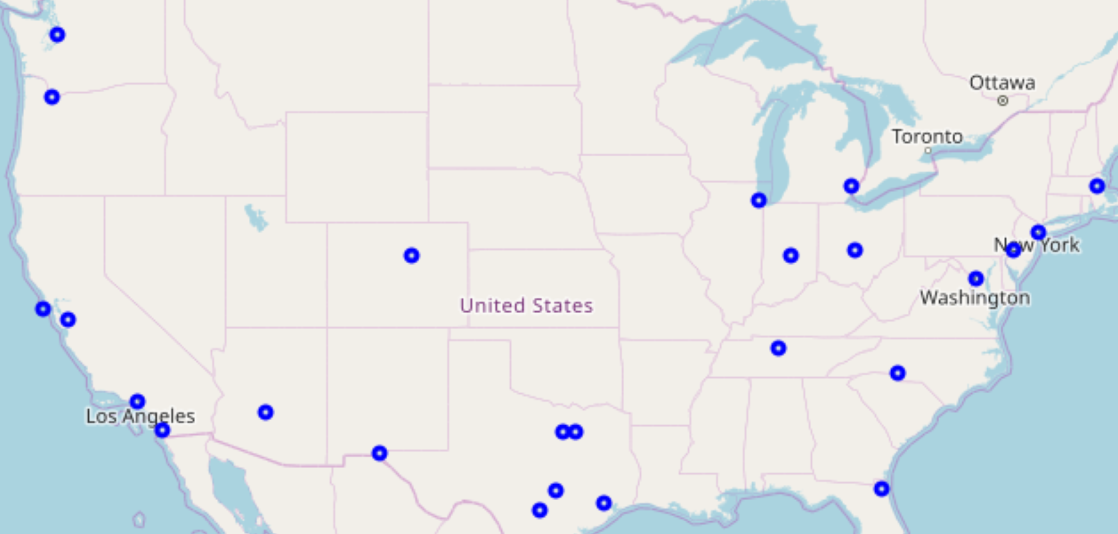 Ottawa
Toronto
New York
Washington
United States
Los Angeles